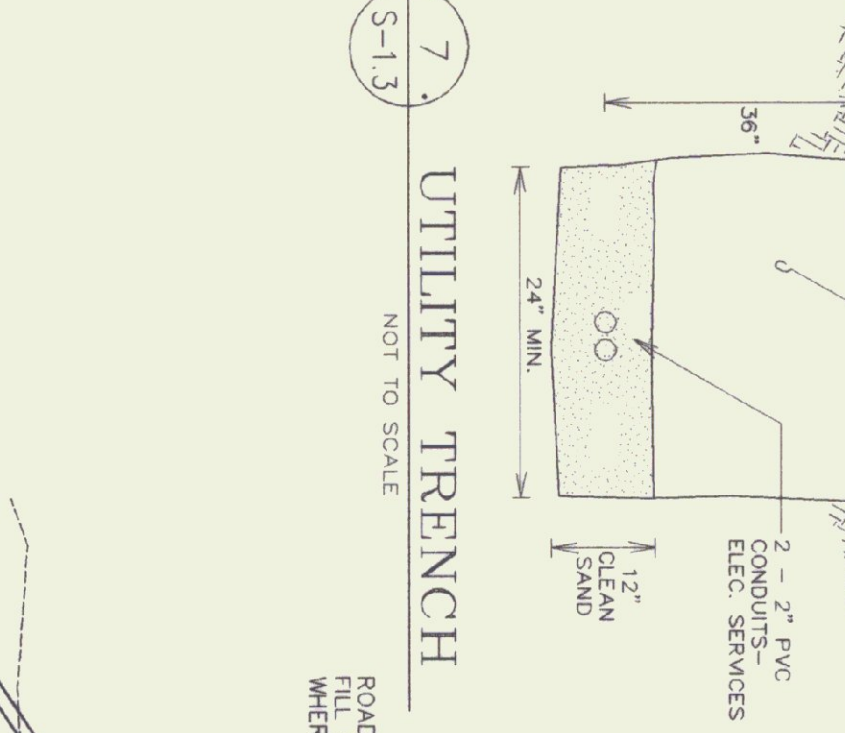 36"
2 - 2" PVC
CONDUITS-
ELEC. SERVICES
12"
CLEAN
SAND
24" MIN.
7
S-1.3
UTILITY TRENCH
NOT TO SCALE
ROAD
FILL
WHER